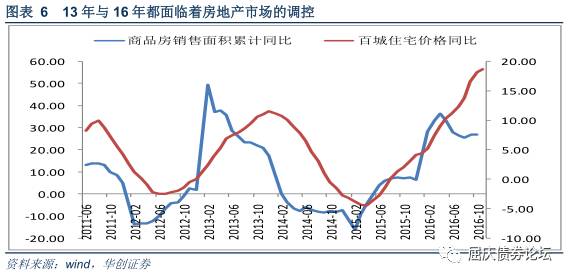 图表 6 13 年与 16 年都面临着房地产市场的调控
商品房销售面积累计同比 百城住宅价格同比
60.00 20.00
50.00 15.00
40.00
30.00 10.00
20.00 5.00
10.00 0.00
0.00
-10.00 -5.00
-20.00 -10.00
2011-06 2011-10 2012-02 2012-06 2012-10 2013-02 2013-06 2013-10 2014-02 2014-06 2014-10 2015-02 2015-06 2015-10 2016-02 2016-06 2016-10
资料来源：wind，华创证券
屈庆债券论坛